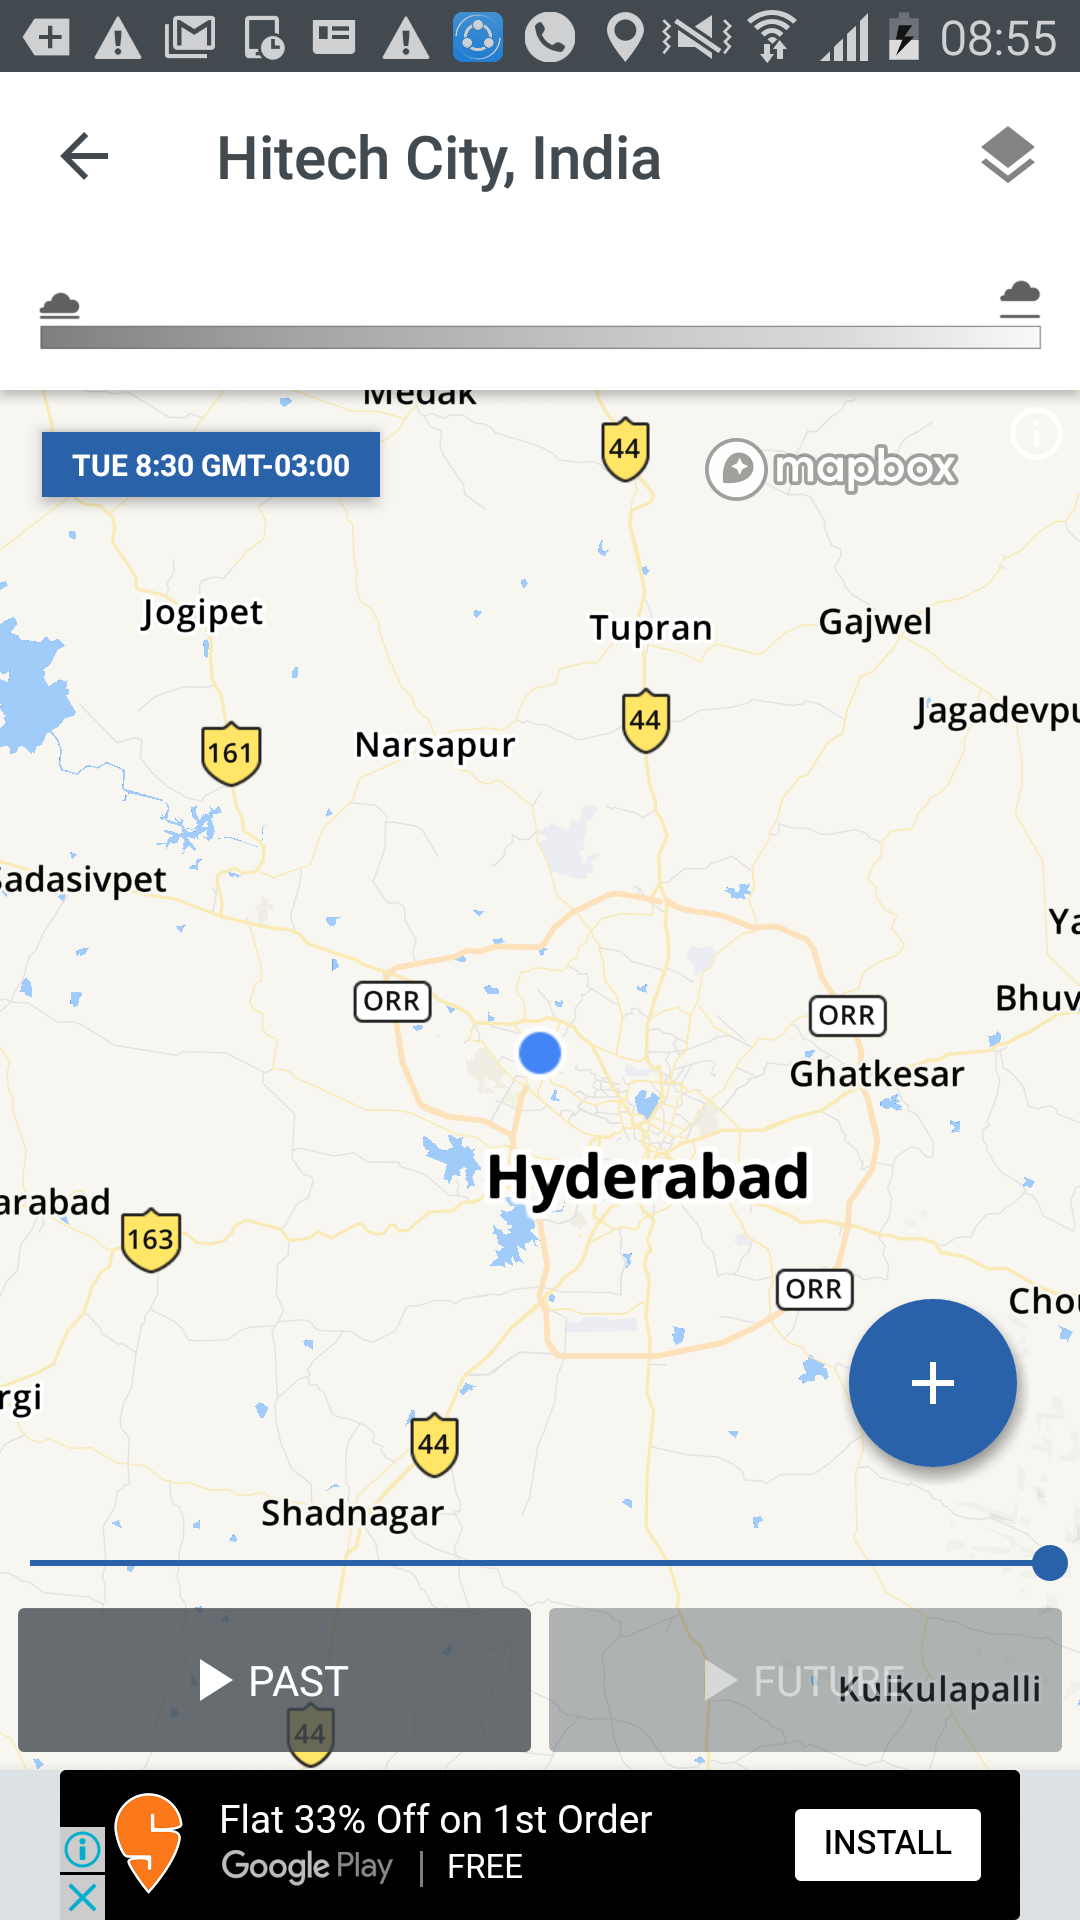 08:55
Hitech City, India
Medak
44
TUE 8:30 GMT-03:00
mapbox
Jogipet
Tupran
Gajwel
Jagadevpu
44
161
Narsapur
Sadasivpet
Ya
ORR
Bhuv
ORR
Ghatkesar
Hyderabad
arabad
163
ORR
Chou
rgi
44
Shadnagar
PAST
FUTURE
Kulkulapalli
44
Flat 33% Off on 1st Order
Google Play | FREE
INSTALL